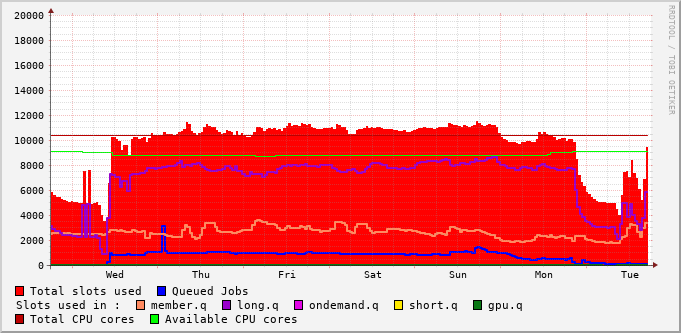 RRDTOOL / TOBI OETIKER
20000
18000
16000
14000
12000
10000
8000
6000
4000
2000
0
Wed Thu Fri Sat Sun Mon Tue
Total slots used Queued Jobs
Slots used in : member.q long.q ondemand.q short.q gpu.q
Total CPU cores Available CPU cores